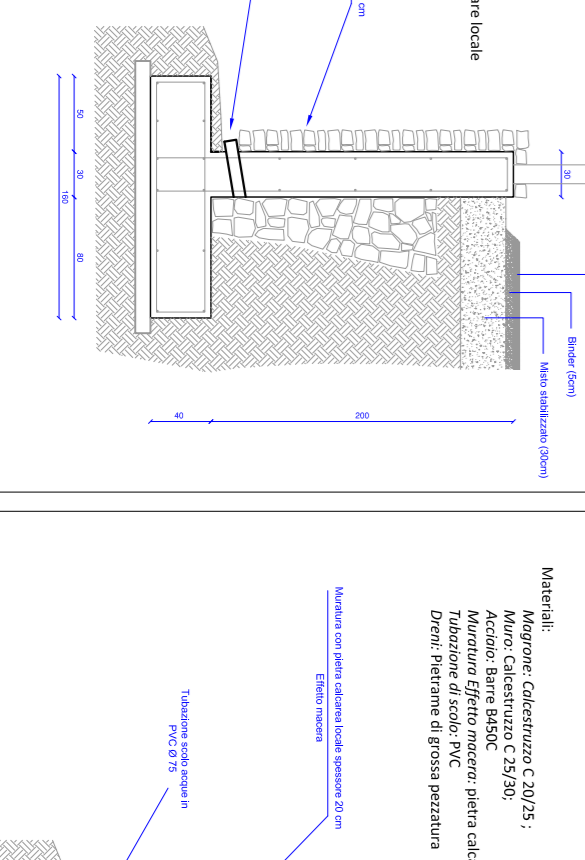 cm
are locale
30
Binder (5cm)
Misto stabilizzato (30cm)
50
30
80
160
40
200
Materiali:
Magrone: Calcestruzzo C 20/25 ;
Muro: Calcestruzzo C 25/30;
Acciaio: Barre B450C
Muratura Effetto macera: pietra calca
Tubazione di scolo: PVC
Dreni: Pietrame di grossa pezzatura
Muratura con pietra calcarea locale spessore 20 cm
Effetto macera
Tubazione scolo acque in
PVC Ø 75